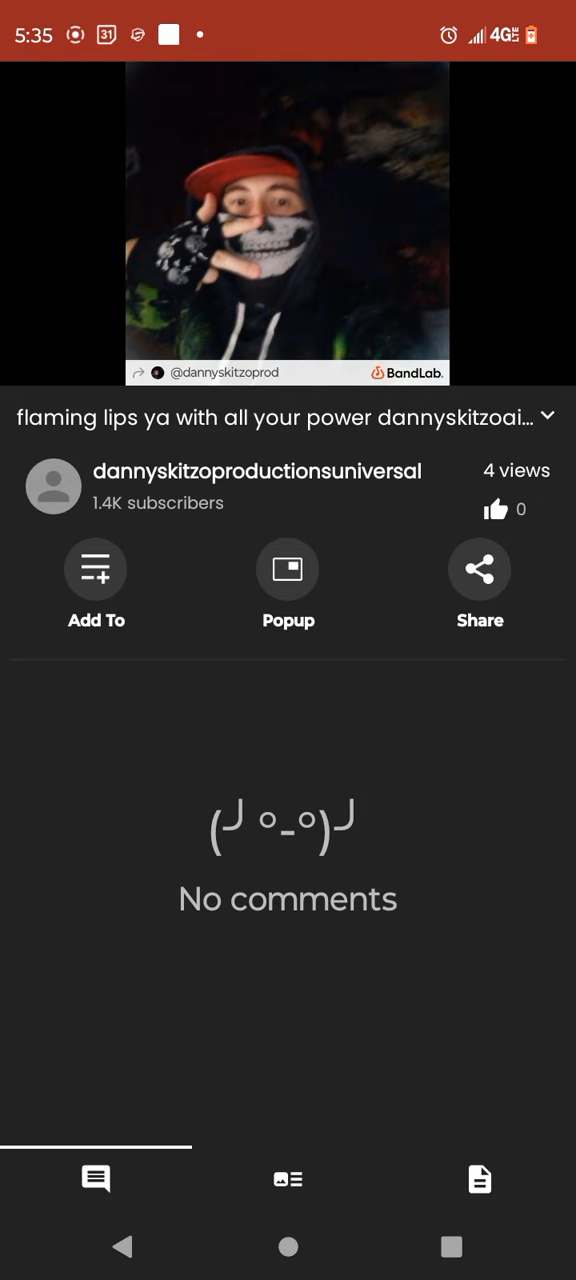 5:35
31
4G LTE
@dannyskitzoprod
BandLab.
flaming lips ya with all your power dannyskitzoai...
dannyskitzoproductionsuniversal
4 views
1.4K subscribers
0
Add To
Popup
Share
(╯°-°)╯
No comments